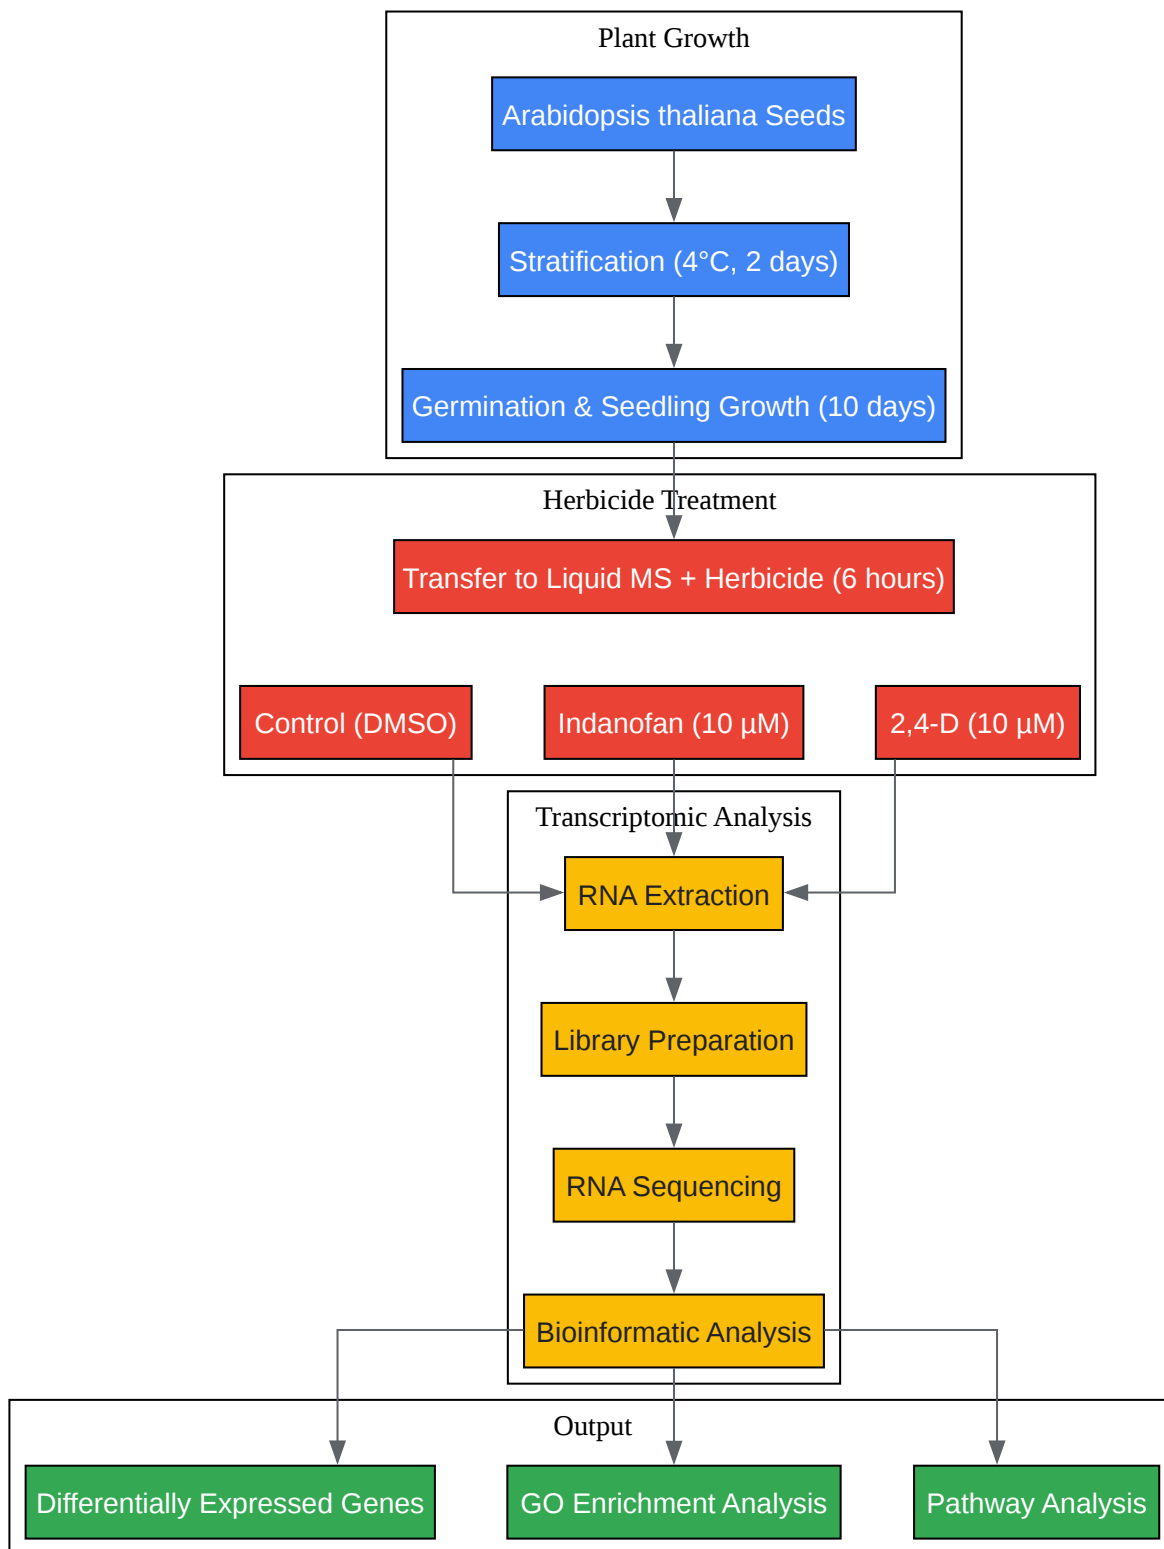 Plant Growth
Arabidopsis thaliana Seeds
Stratification (4°C, 2 days)
Germination & Seedling Growth (10 days)
Herbicide Treatment
Transfer to Liquid MS + Herbicide (6 hours)
Control (DMSO)
Indanofan (10 µM)
2,4-D (10 µM)
Transcriptomic Analysis
RNA Extraction
Library Preparation
RNA Sequencing
Bioinformatic Analysis
Output
Differentially Expressed Genes
GO Enrichment Analysis
Pathway Analysis